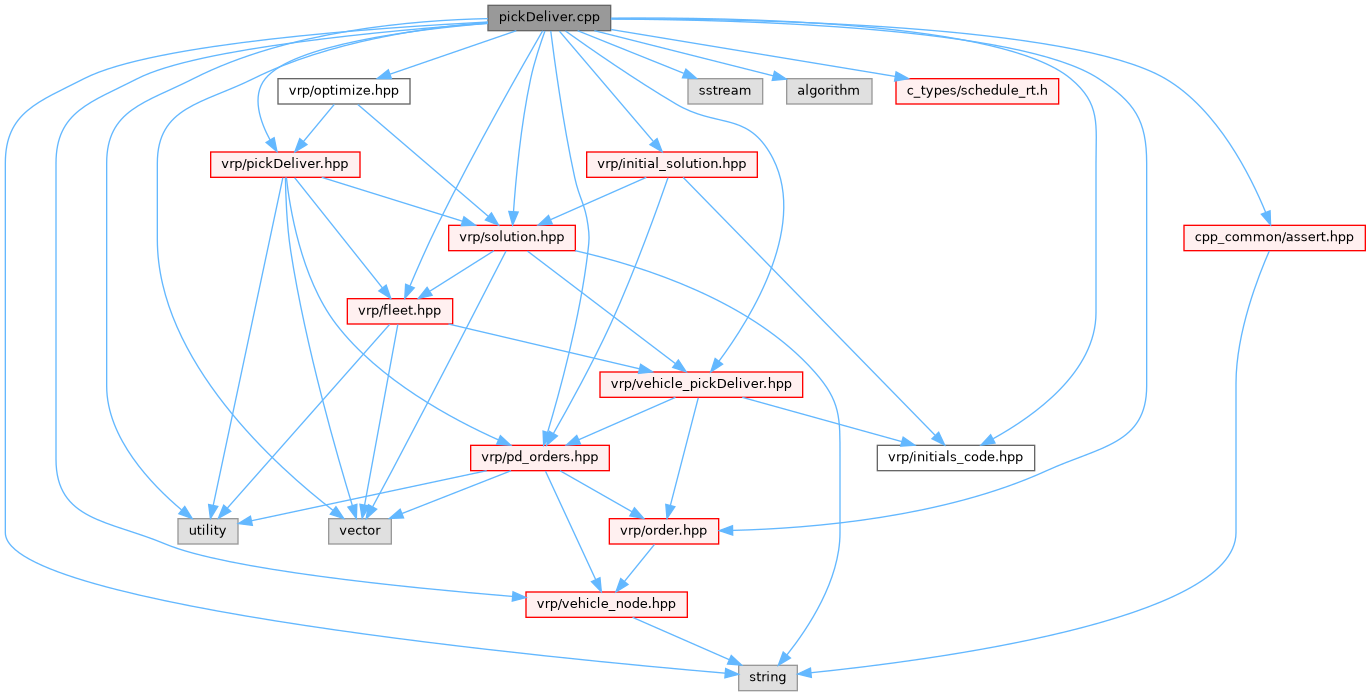 pickDeliver.cpp
vrp/optimize.hpp
sstream
algorithm
c_types/schedule_rt.h
vrp/pickDeliver.hpp
vrp/initial_solution.hpp
vrp/solution.hpp
cpp_common/assert.hpp
vrp/fleet.hpp
vrp/vehicle_pickDeliver.hpp
vrp/pd_orders.hpp
vrp/initials_code.hpp
utility
vector
vrp/order.hpp
vrp/vehicle_node.hpp
string